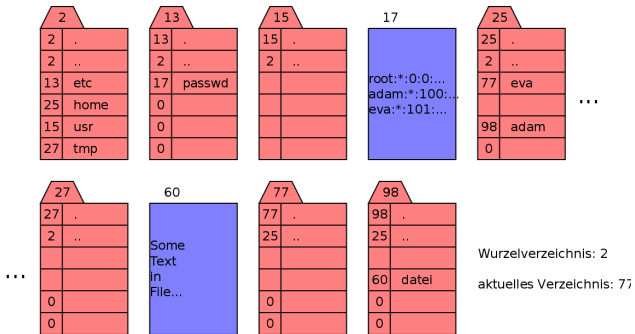 2
2 .
2 ..
13 etc
25 home
15 usr
27 tmp
13
13 .
2 ..
17 passwd
0
0
0
15
15 .
2 ..
17
root:*:0:0:...
adam:*:100:...
eva:*:101:...
25
25 .
2 ..
77 eva
98 adam
0
...
...
27
27 .
2 ..
0
0
60
Some
Text
in
File...
77
77 .
25 ..
0
0
98
98 .
25 ..
60 datei
0
0
Wurzelverzeichnis: 2
aktuelles Verzeichnis: 77